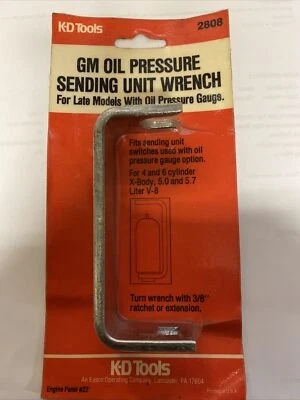 K-D Tools
2808
GM OIL PRESSURE
SENDING UNIT WRENCH
For Late Models With Oil Pressure Gauge.
Fits sending unit
switches used with oil
pressure gauge option.
For 4 and 6 cylinder
X-Body, 5.0 and 5.7
Liter V-8
Turn wrench with 3/8"
ratchet or extension.
K-D Tools
An Easco Operating Company, Lancaster, PA 17604
Engine Panel #27
Printed in U.S.A.